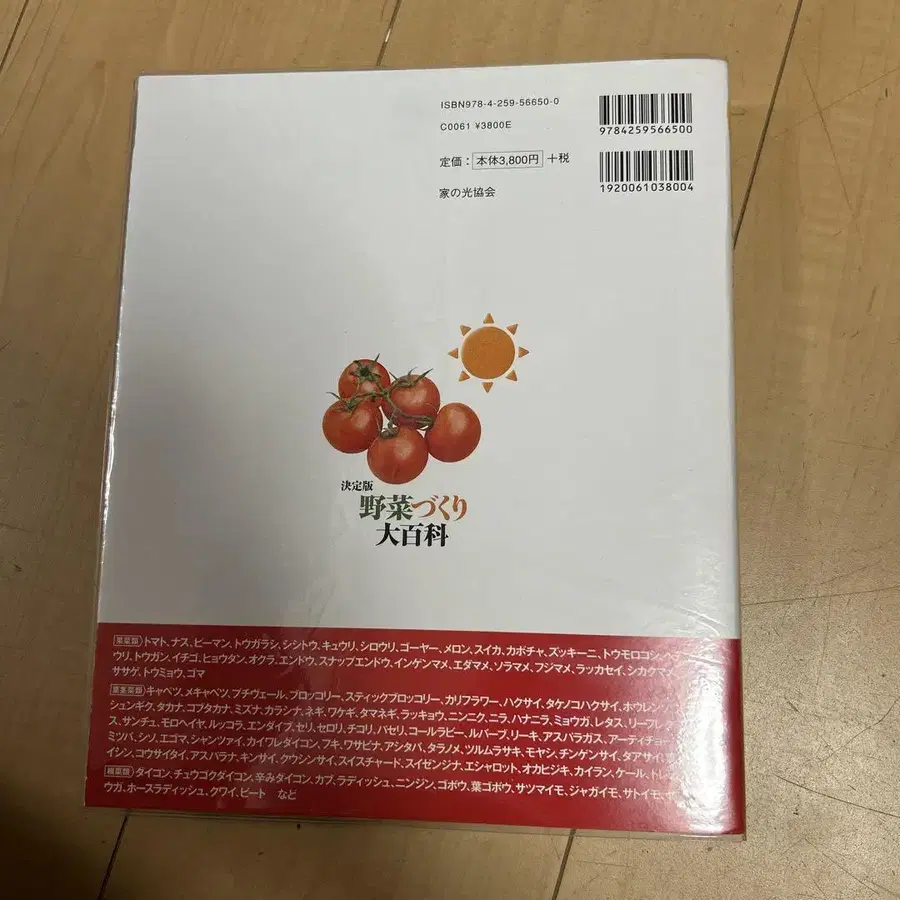 ISBN978-4-259-56650-0
C0061 ¥3800E
9784259566500
定価： 本体3,800円 +税
1920061038004
家の光協会
決定版
野菜づくり
大百科
果菜類 トマト、ナス、ピーマン、トウガラシ、シシトウ、キュウリ、シロウリ、ゴーヤー、メロン、スイカ、カボチャ、ズッキーニ、トウモロコシ、
ウリ、トウガン、イチゴ、ヒョウタン、オクラ、エンドウ、スナップエンドウ、インゲンマメ、エダマメ、ソラマメ、フジマメ、ラッカセイ、シカクマメ
ササゲ、トウミョウ、ゴマ
葉茎菜類 キャベツ、メキャベツ、プチヴェール、ブロッコリー、スティックブロッコリー、カリフラワー、ハクサイ、タケノコハクサイ、ホウレンソ
シュンギク、タカナ、コブタカナ、ミズナ、カラシナ、ネギ、ワケギ、タマネギ、ラッキョウ、ニンニク、ニラ、ハナニラ、ミョウガ、レタス、リーフレ
ス、サンチュ、モロヘイヤ、ルッコラ、エンダイブ、セリ、セロリ、チコリ、パセリ、コールラビー、ルバーブ、リーキ、アスパラガス、アーティチョー
ミツバ、シソ、エゴマ、シャンツァイ、カイワレダイコン、フキ、ワサビナ、アシタバ、タラノメ、ツルムラサキ、モヤシ、チンゲンサイ、タアサイ、
イシン、コウサイタイ、アスパラナ、キンサイ、クウシンサイ、スイスチャード、スイゼンジナ、エシャロット、オカヒジキ、カイラン、ケール、トレ
根菜類 ダイコン、チュウゴクダイコン、辛みダイコン、カブ、ラディッシュ、ニンジン、ゴボウ、葉ゴボウ、サツマイモ、ジャガイモ、サトイモ、
ウガ、ホースラディッシュ、クワイ、ビート など